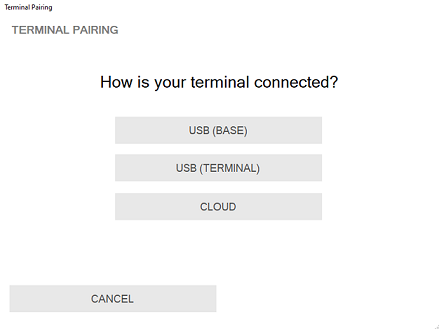 Terminal Pairing
TERMINAL PAIRING
How is your terminal connected?
USB (BASE)
USB (TERMINAL)
CLOUD
CANCEL